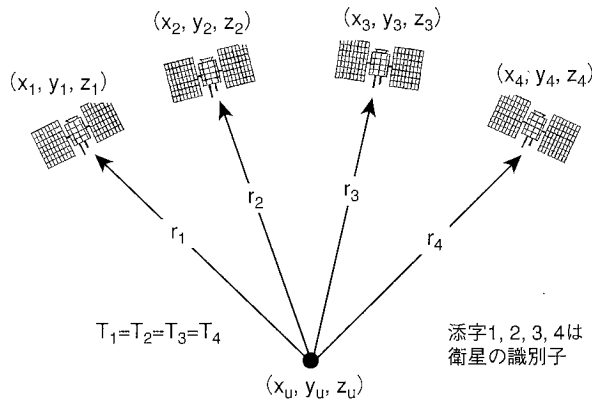 (x₂, y₂, z₂)
(x₃, y₃, z₃)
(x₁, y₁, z₁)
(x₄, y₄, z₄)
r₁
r₂
r₃
r₄
T₁=T₂=T₃=T₄
添字1, 2, 3, 4は
衛星の識別子
(xᵤ, yᵤ, zᵤ)